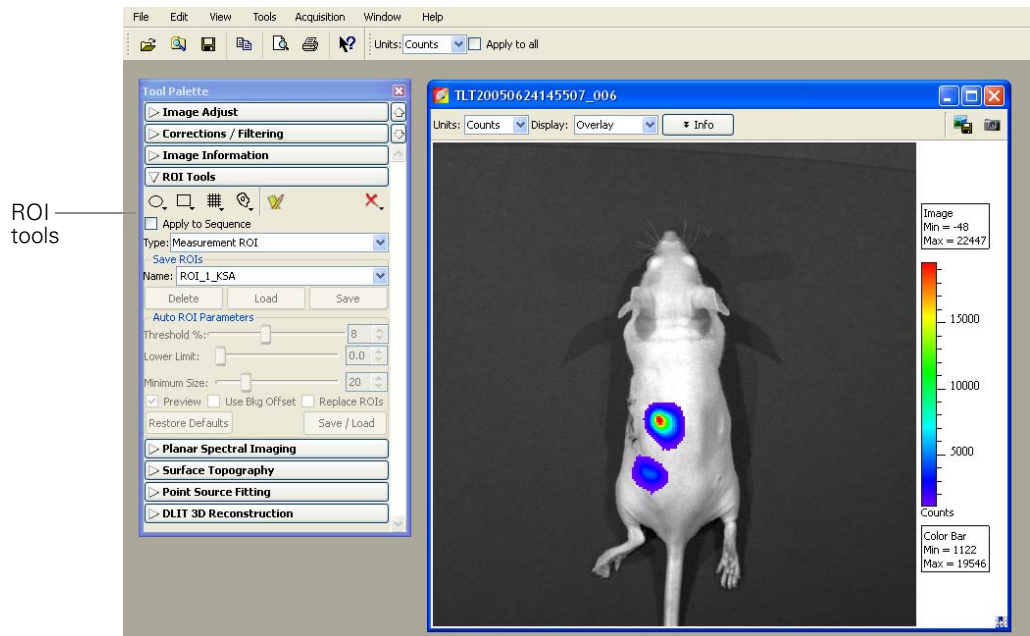 File Edit View Tools Acquisition Window Help
Units: Counts Apply to all
ROI
tools
Tool Palette
Image Adjust
Corrections / Filtering
Image Information
ROI Tools
Apply to Sequence
Type: Measurement ROI
Save ROIs
Name: ROI_1_KSA
Delete Load Save
Auto ROI Parameters
Threshold %: 8
Lower Limit: 0.0
Minimum Size: 20
Preview Use Bkg Offset Replace ROIs
Restore Defaults Save / Load
Planar Spectral Imaging
Surface Topography
Point Source Fitting
DLIT 3D Reconstruction
TLT20050624145507_006
Units: Counts Display: Overlay Info
Image
Min = -48
Max = 22447
15000
10000
5000
Counts
Color Bar
Min = 1122
Max = 19546